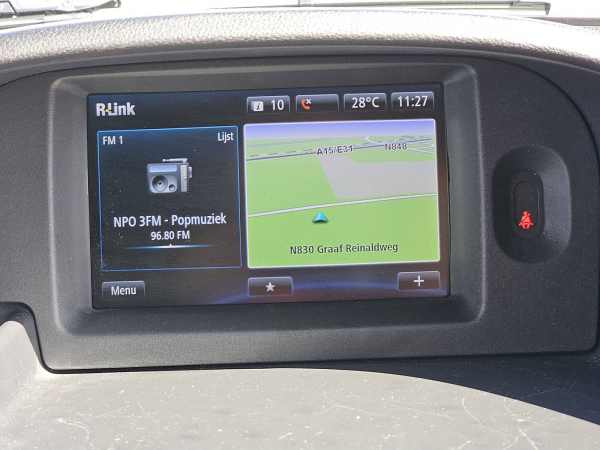 R-Link
10
28°C
11:27
FM 1
Lijst
NPO 3FM - Popmuziek
96.80 FM
A15/E31
N848
N830 Graaf Reinaldweg
Menu